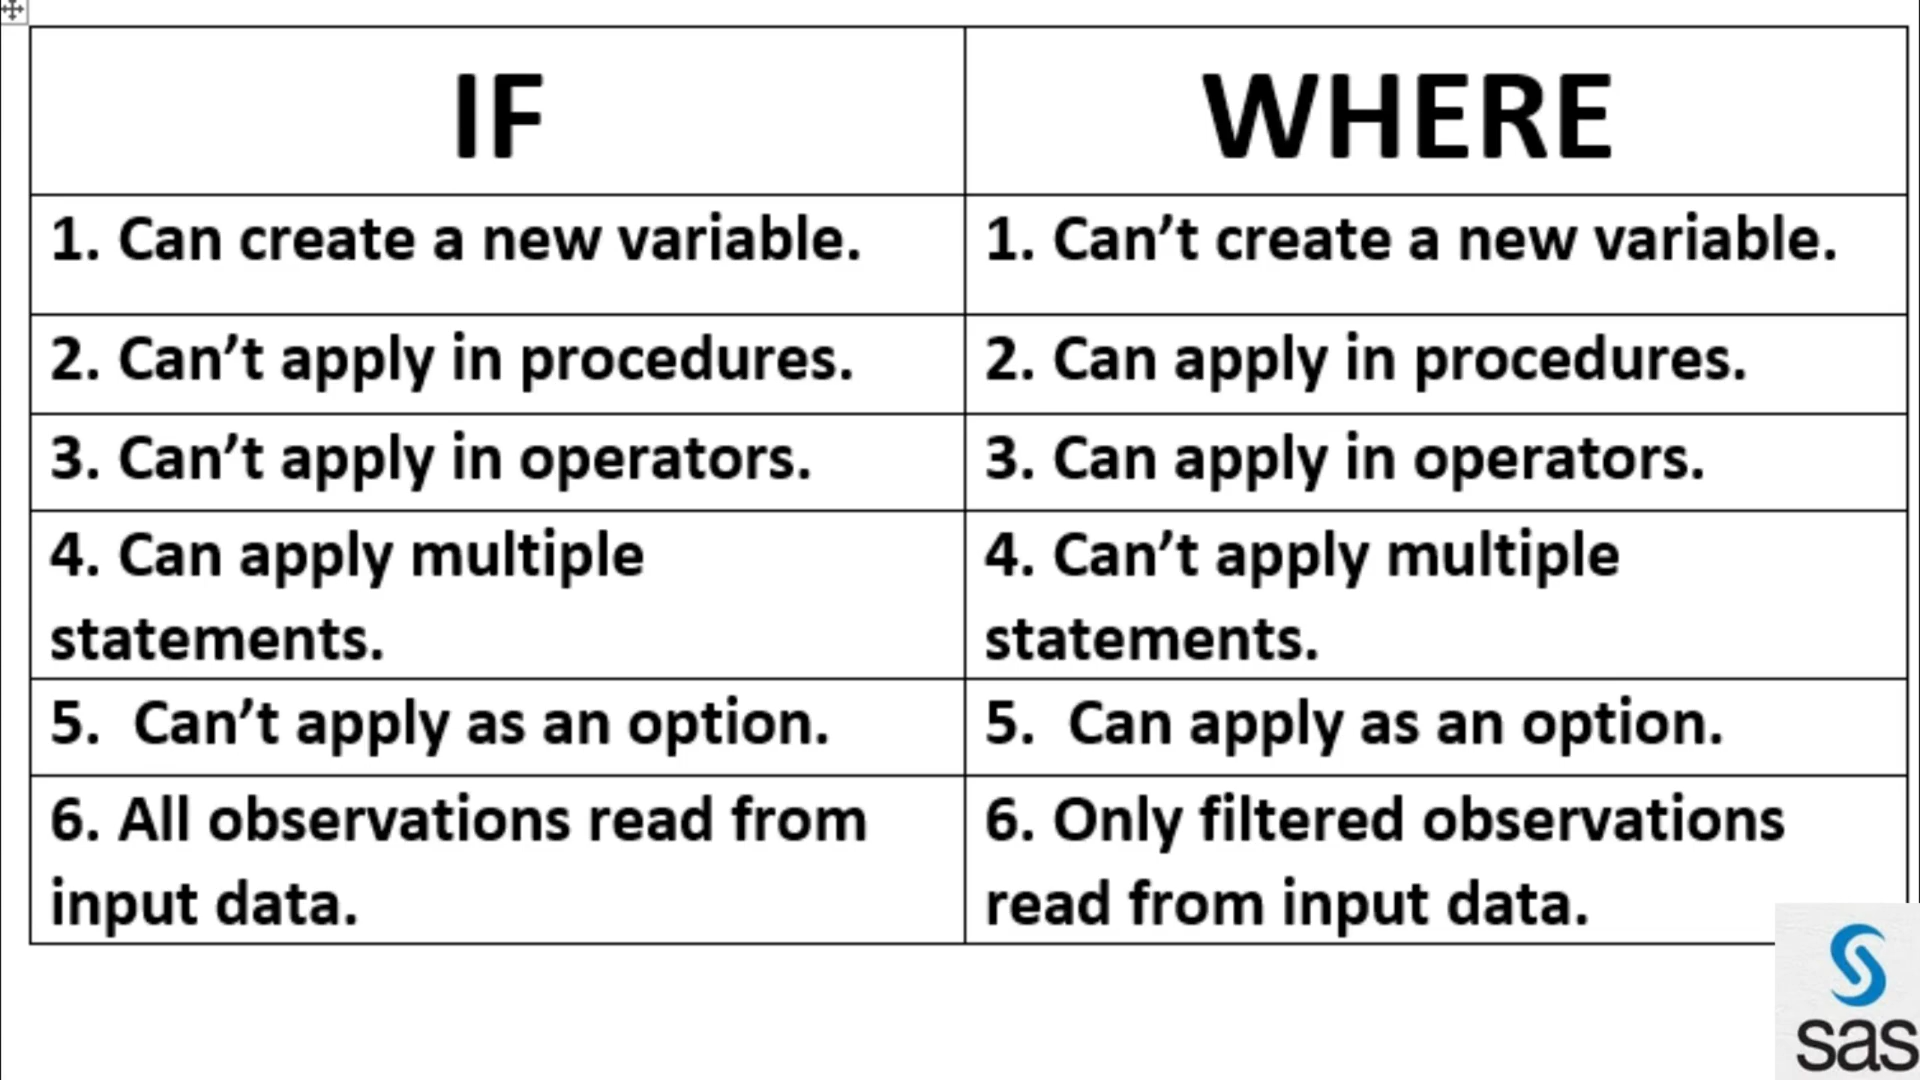 IF
WHERE
1. Can create a new variable.
1. Can't create a new variable.
2. Can't apply in procedures.
2. Can apply in procedures.
3. Can't apply in operators.
3. Can apply in operators.
4. Can apply multiple
statements.
4. Can't apply multiple
statements.
5.  Can't apply as an option.
5.  Can apply as an option.
6. All observations read from
input data.
6. Only filtered observations
read from input data.
sas